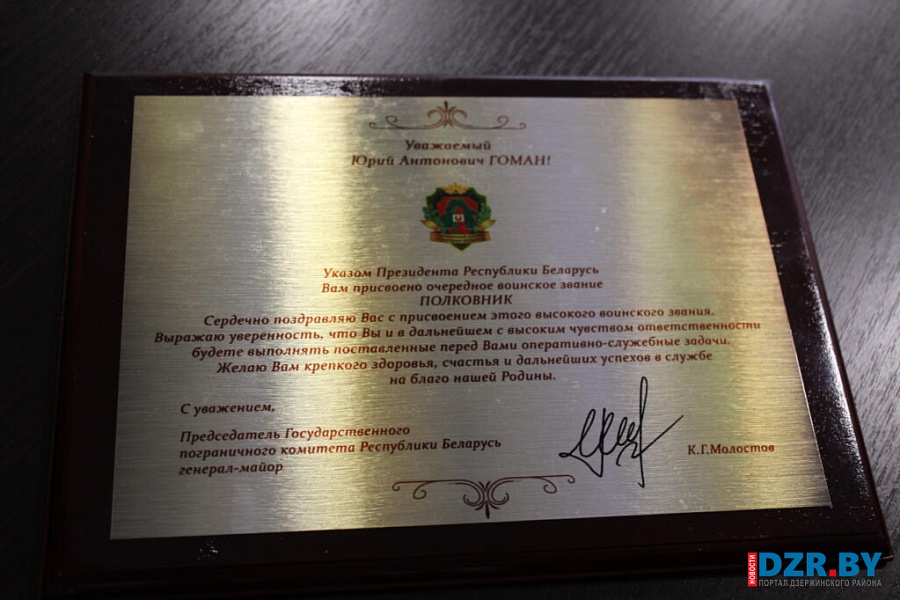 Уважаемый
Юрий Антонович ГОМАН!
Указом Президента Республики Беларусь
Вам присвоено очередное воинское звание
ПОЛКОВНИК
Сердечно поздравляю Вас с присвоением этого высокого воинского звания.
Выражаю уверенность, что Вы и в дальнейшем с высоким чувством ответственности
будете выполнять поставленные перед Вами оперативно-служебные задачи.
Желаю Вам крепкого здоровья, счастья и дальнейших успехов в службе
на благо нашей Родины.
С уважением,
Председатель Государственного
пограничного комитета Республики Беларусь
генерал-майор
К.Г.Молостов
НОВОСТИ
DZR.BY
ПОРТАЛ ДЗЕРЖИНСКОГО РАЙОНА